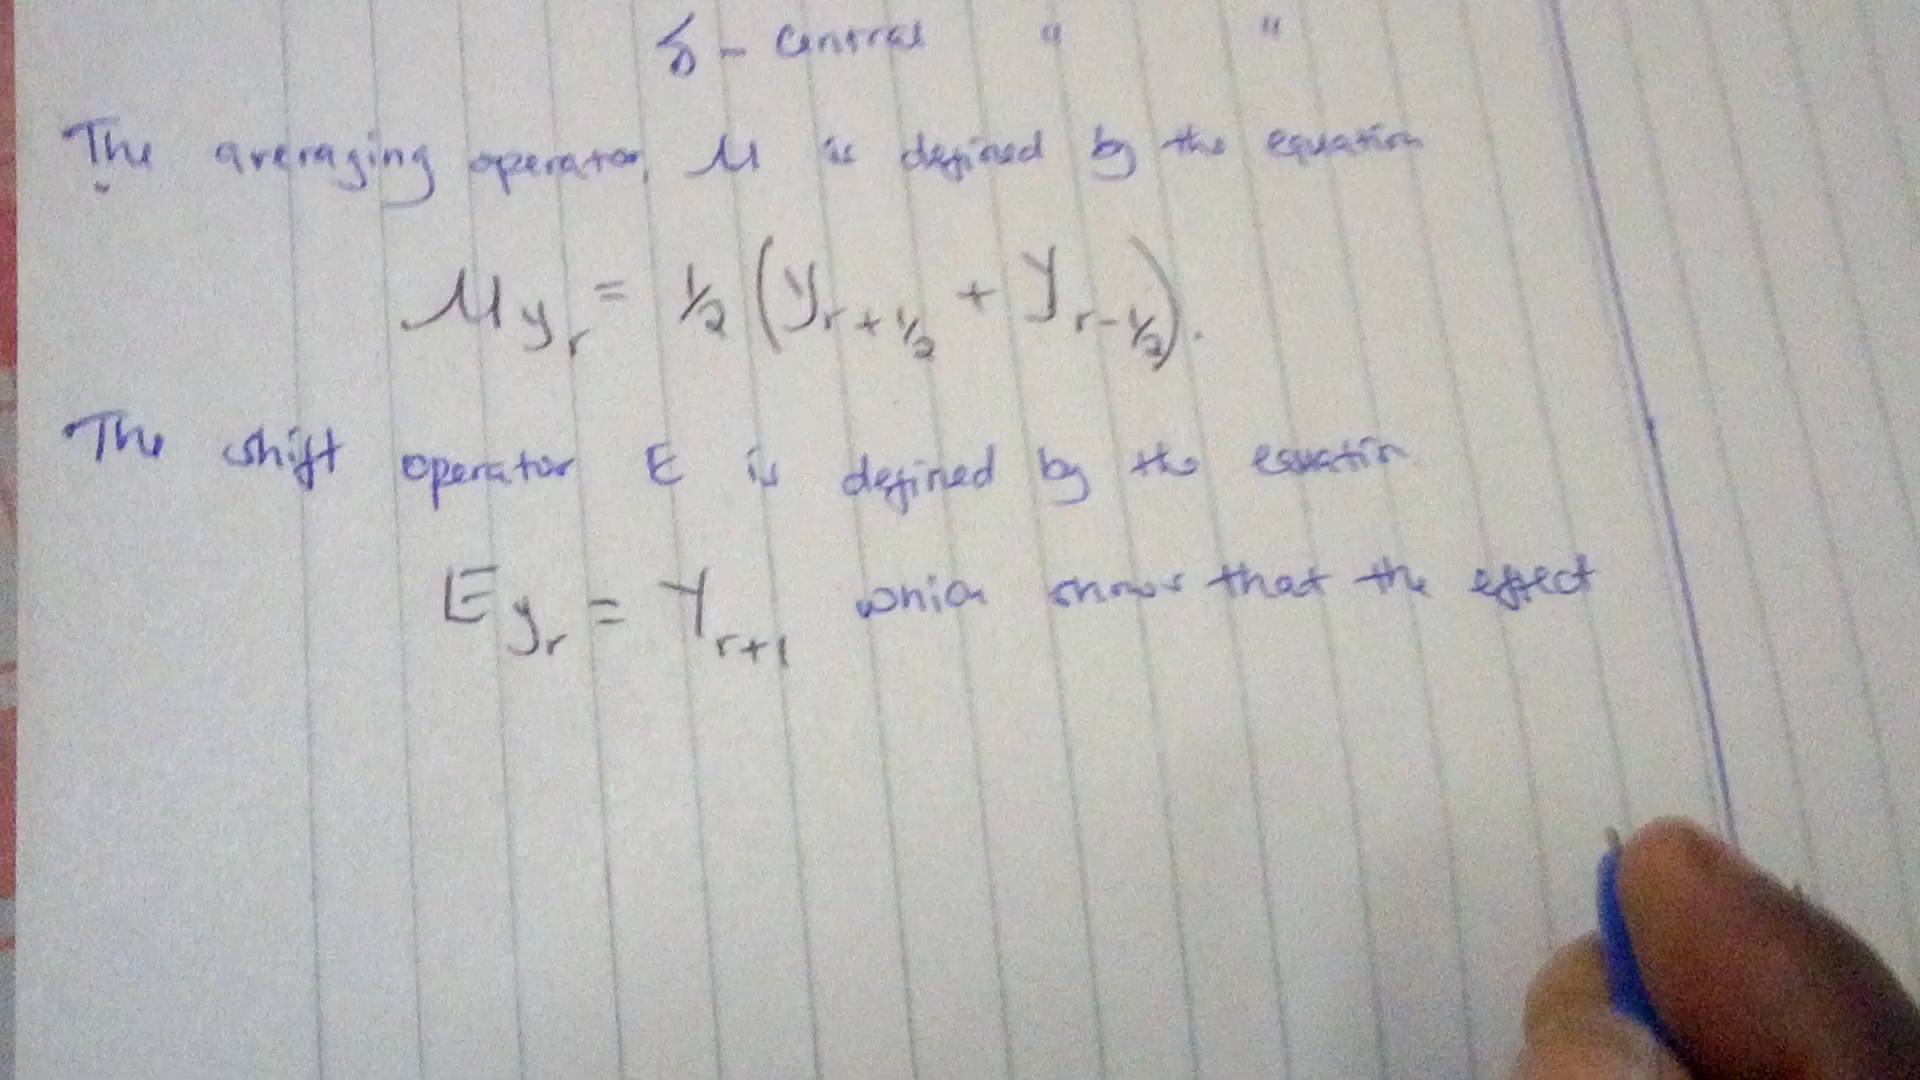 δ - Central " "
The averaging operator, μ is defined by the equation
μy_r = 1/2 (y_{r+1/2} + y_{r-1/2}).
The shift operator E is defined by the equation
Ey_r = y_{r+1} which shows that the effect